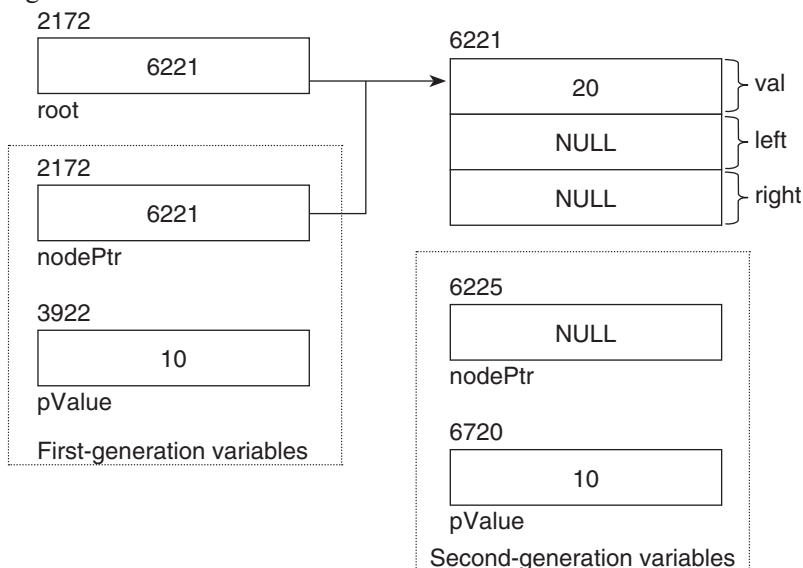 2172
6221
root
2172
6221
nodePtr
3922
10
pValue
First-generation variables
6221
20
val
NULL
left
NULL
right
6225
NULL
nodePtr
6720
10
pValue
Second-generation variables